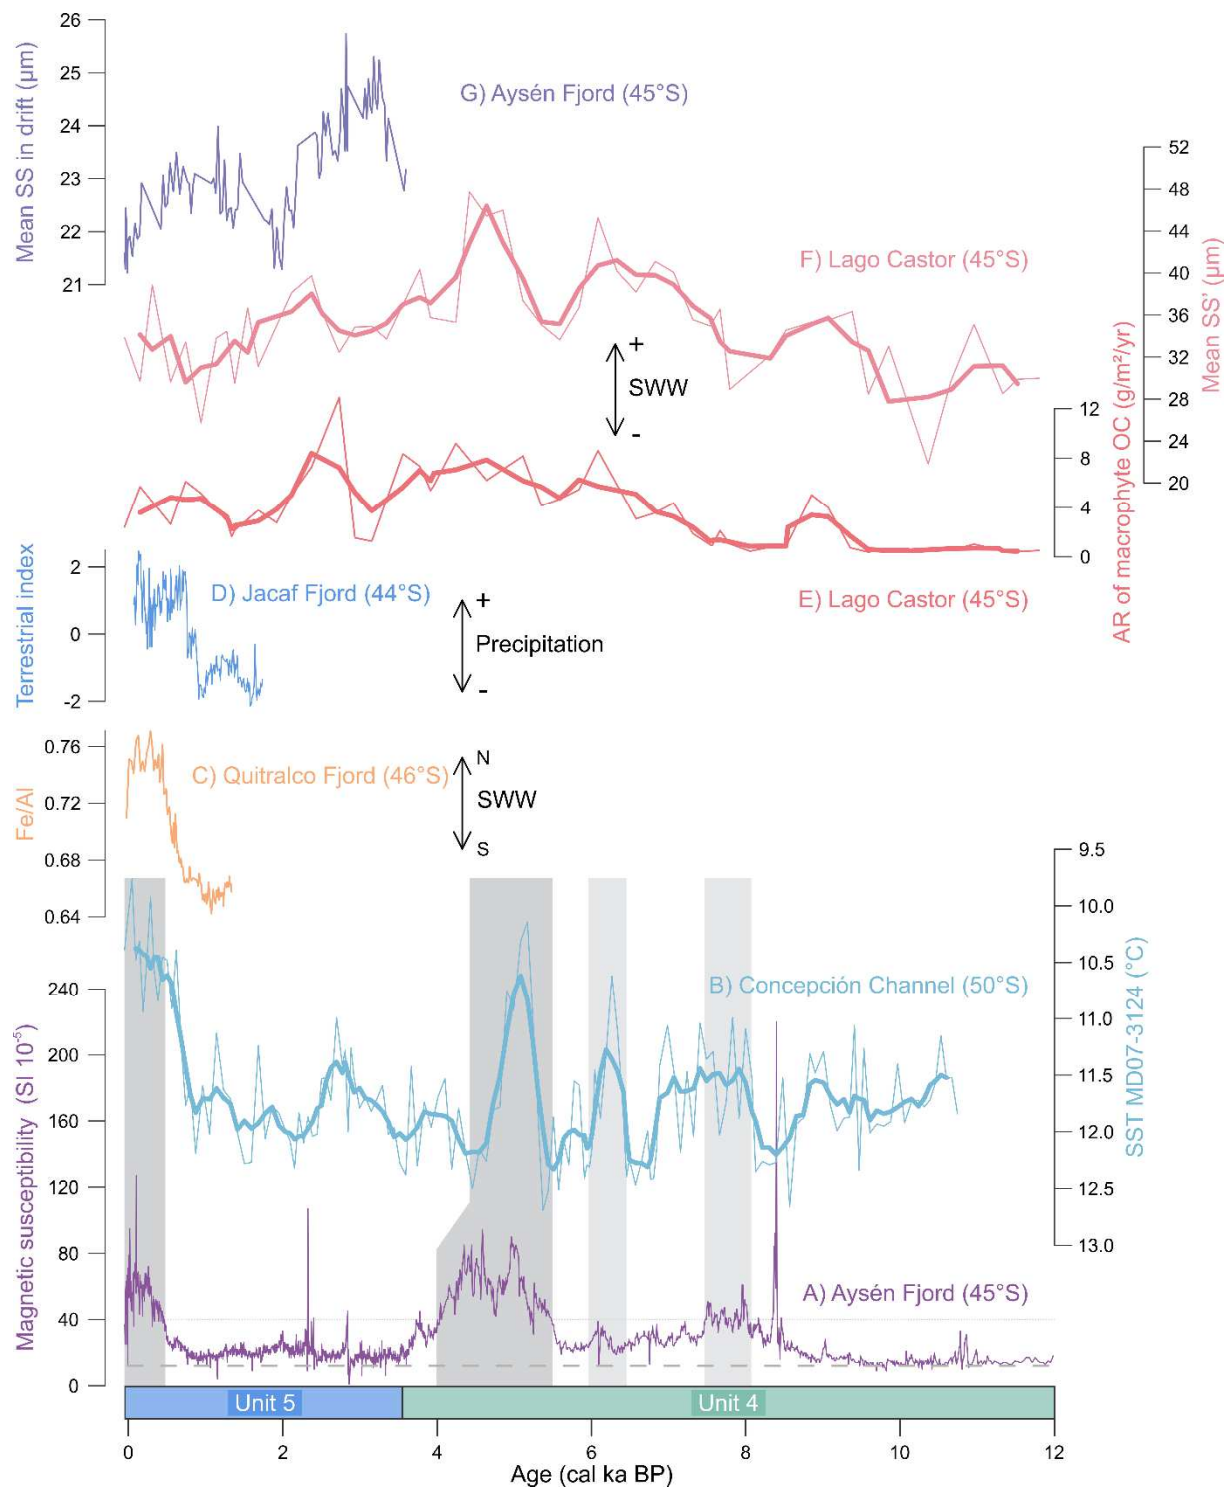 26
25
24
23
22
21
Mean SS in drift (µm)
G) Aysén Fjord (45°S)
52
48
44
40
36
32
28
24
20
Mean SS' (µm)
F) Lago Castor (45°S)
+
SWW
-
12
8
4
0
AR of macrophyte OC (g/m²/yr)
E) Lago Castor (45°S)
2
0
-2
Terrestrial index
D) Jacaf Fjord (44°S)
+
Precipitation
-
0.76
0.72
0.68
0.64
Fe/Al
C) Quitralco Fjord (46°S)
N
SWW
S
9.5
10.0
10.5
11.0
11.5
12.0
12.5
13.0
SST MD07-3124 (°C)
B) Concepción Channel (50°S)
240
200
160
120
80
40
0
Magnetic susceptibility (SI 10-5)
A) Aysén Fjord (45°S)
Unit 5
Unit 4
0
2
4
6
8
10
12
Age (cal ka BP)